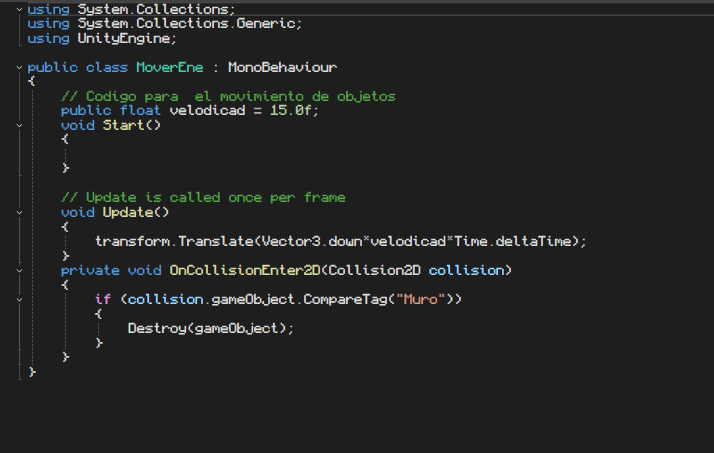 using System.Collections;
using System.Collections.Generic;
using UnityEngine;
public class MoverEne : MonoBehaviour
{
// Codigo para  el movimiento de objetos
public float velodicad = 15.0f;
void Start()
{
}
// Update is called once per frame
void Update()
{
transform.Translate(Vector3.down*velodicad*Time.deltaTime);
}
private void OnCollisionEnter2D(Collision2D collision)
{
if (collision.gameObject.CompareTag("Muro"))
{
Destroy(gameObject);
}
}
}